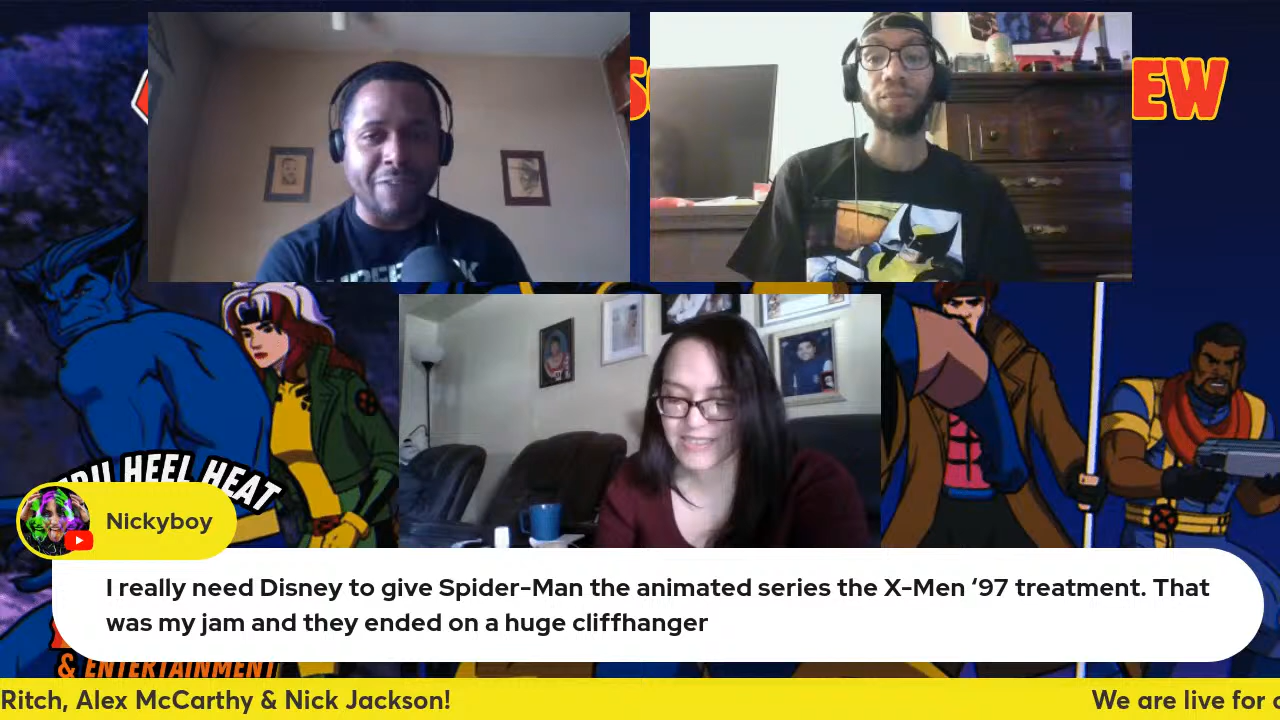 EW
TRU HEEL HEAT
Nickyboy
I really need Disney to give Spider-Man the animated series the X-Men ‘97 treatment. That
was my jam and they ended on a huge cliffhanger
& ENTERTAINMENT
Ritch, Alex McCarthy & Nick Jackson!
We are live for